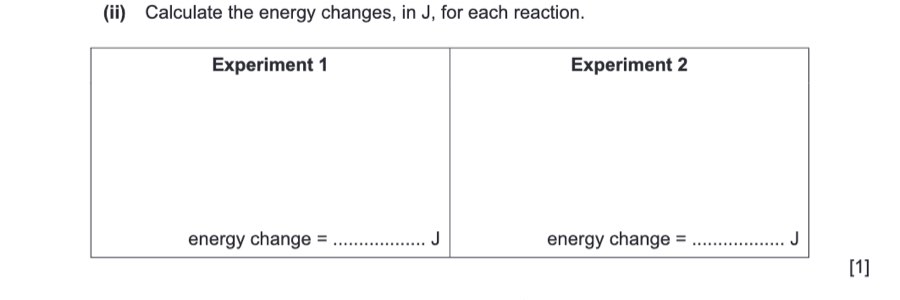 (ii) Calculate the energy changes, in J, for each reaction.
Experiment 1
Experiment 2
energy change = .................. J
energy change = .................. J
[1]